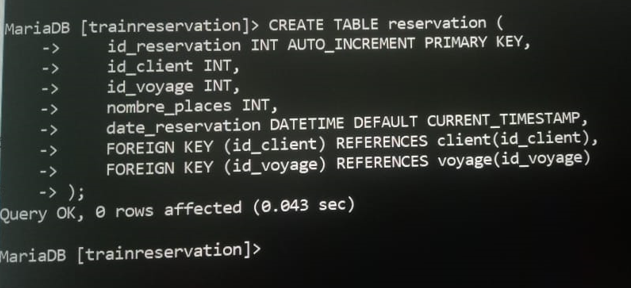 MariaDB [trainreservation]> CREATE TABLE reservation (
    ->     id_reservation INT AUTO_INCREMENT PRIMARY KEY,
    ->     id_client INT,
    ->     id_voyage INT,
    ->     nombre_places INT,
    ->     date_reservation DATETIME DEFAULT CURRENT_TIMESTAMP,
    ->     FOREIGN KEY (id_client) REFERENCES client(id_client),
    ->     FOREIGN KEY (id_voyage) REFERENCES voyage(id_voyage)
    -> );
Query OK, 0 rows affected (0.043 sec)
MariaDB [trainreservation]>